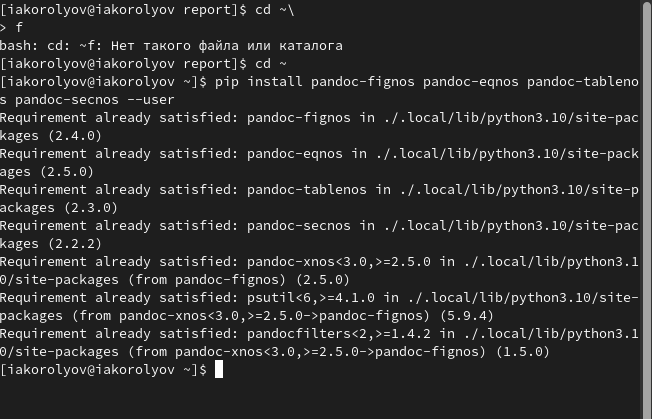 [iakorolyov@iakorolyov report]$ cd ~\
> f
bash: cd: ~f: Нет такого файла или каталога
[iakorolyov@iakorolyov report]$ cd ~
[iakorolyov@iakorolyov ~]$ pip install pandoc-fignos pandoc-eqnos pandoc-tableno
s pandoc-secnos --user
Requirement already satisfied: pandoc-fignos in ./.local/lib/python3.10/site-pac
kages (2.4.0)
Requirement already satisfied: pandoc-eqnos in ./.local/lib/python3.10/site-pack
ages (2.5.0)
Requirement already satisfied: pandoc-tablenos in ./.local/lib/python3.10/site-p
ackages (2.3.0)
Requirement already satisfied: pandoc-secnos in ./.local/lib/python3.10/site-pac
kages (2.2.2)
Requirement already satisfied: pandoc-xnos<3.0,>=2.5.0 in ./.local/lib/python3.1
0/site-packages (from pandoc-fignos) (2.5.0)
Requirement already satisfied: psutil<6,>=4.1.0 in ./.local/lib/python3.10/site-
packages (from pandoc-xnos<3.0,>=2.5.0->pandoc-fignos) (5.9.4)
Requirement already satisfied: pandocfilters<2,>=1.4.2 in ./.local/lib/python3.1
0/site-packages (from pandoc-xnos<3.0,>=2.5.0->pandoc-fignos) (1.5.0)
[iakorolyov@iakorolyov ~]$